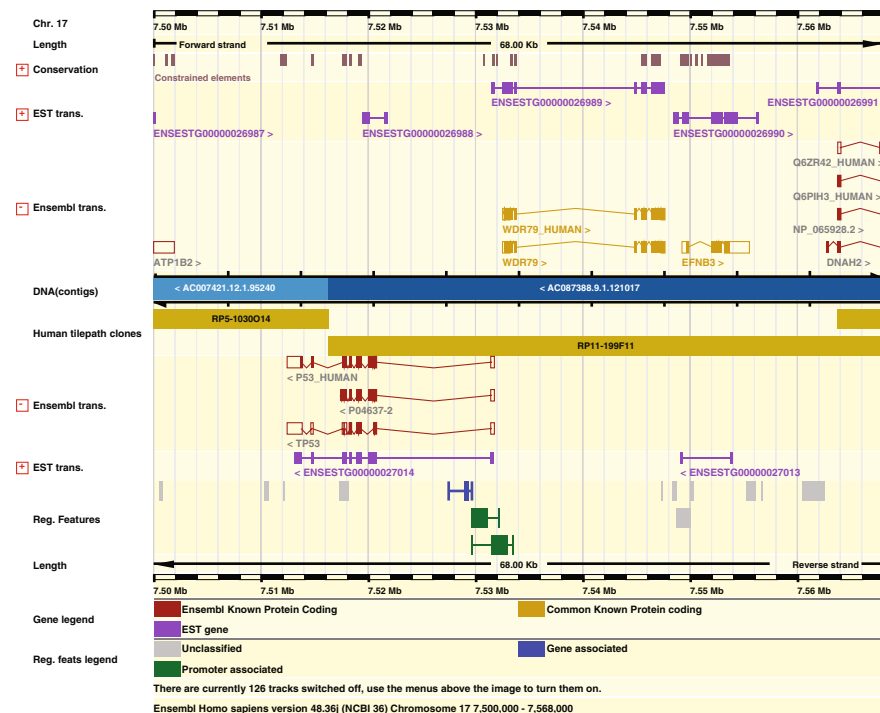 Chr. 17
7.50 Mb 7.51 Mb 7.52 Mb 7.53 Mb 7.54 Mb 7.55 Mb 7.56 Mb
Length Forward strand 68.00 Kb
+ Conservation
Constrained elements
ENSESTG00000026989 > ENSESTG00000026991
+ EST trans.
ENSESTG00000026987 > ENSESTG00000026988 > ENSESTG00000026990 >
Q6ZR42_HUMAN >
Q6PIH3_HUMAN >
- Ensembl trans.
WDR79_HUMAN > NP_065928.2 >
ATP1B2 > WDR79 > EFNB3 > DNAH2 >
DNA(contigs) < AC007421.12.1.95240 < AC087388.9.1.121017
RP5-1030O14
Human tilepath clones
RP11-199F11
< P53_HUMAN
- Ensembl trans.
< P04637-2
< TP53
+ EST trans.
< ENSESTG00000027014 < ENSESTG00000027013
Reg. Features
Length 68.00 Kb Reverse strand
7.50 Mb 7.51 Mb 7.52 Mb 7.53 Mb 7.54 Mb 7.55 Mb 7.56 Mb
Gene legend
Ensembl Known Protein Coding Common Known Protein coding
EST gene
Reg. feats legend
Unclassified Gene associated
Promoter associated
There are currently 126 tracks switched off, use the menus above the image to turn them on.
Ensembl Homo sapiens version 48.36j (NCBI 36) Chromosome 17 7,500,000 - 7,568,000